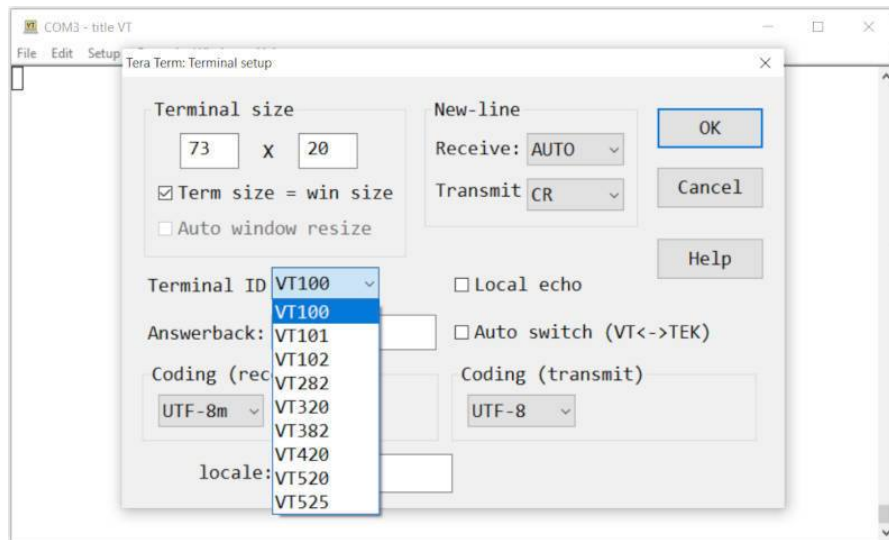 COM3 - title VT
File Edit Setup
Tera Term: Terminal setup
Terminal size
73 x 20
Term size = win size
Auto window resize
New-line
Receive: AUTO
Transmit CR
OK
Cancel
Help
Terminal ID VT100
VT100
VT101
VT102
VT282
VT320
VT382
VT420
VT520
VT525
Local echo
Answerback:
Auto switch (VT<->TEK)
Coding (rec
UTF-8m
Coding (transmit)
UTF-8
locale: